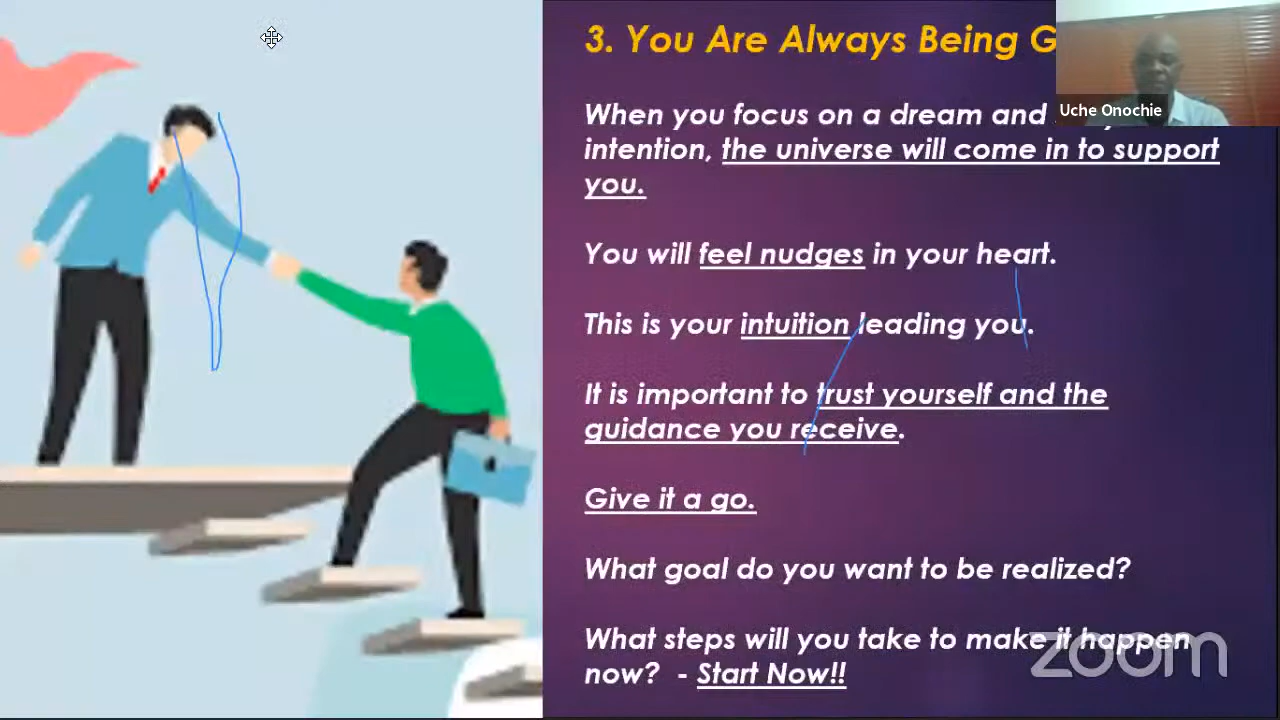 3. You Are Always Being G
Uche Onochie
When you focus on a dream and
intention, the universe will come in to support
you.
You will feel nudges in your heart.
This is your intuition leading you.
It is important to trust yourself and the
guidance you receive.
Give it a go.
What goal do you want to be realized?
What steps will you take to make it happen
now? - Start Now!!
zoom